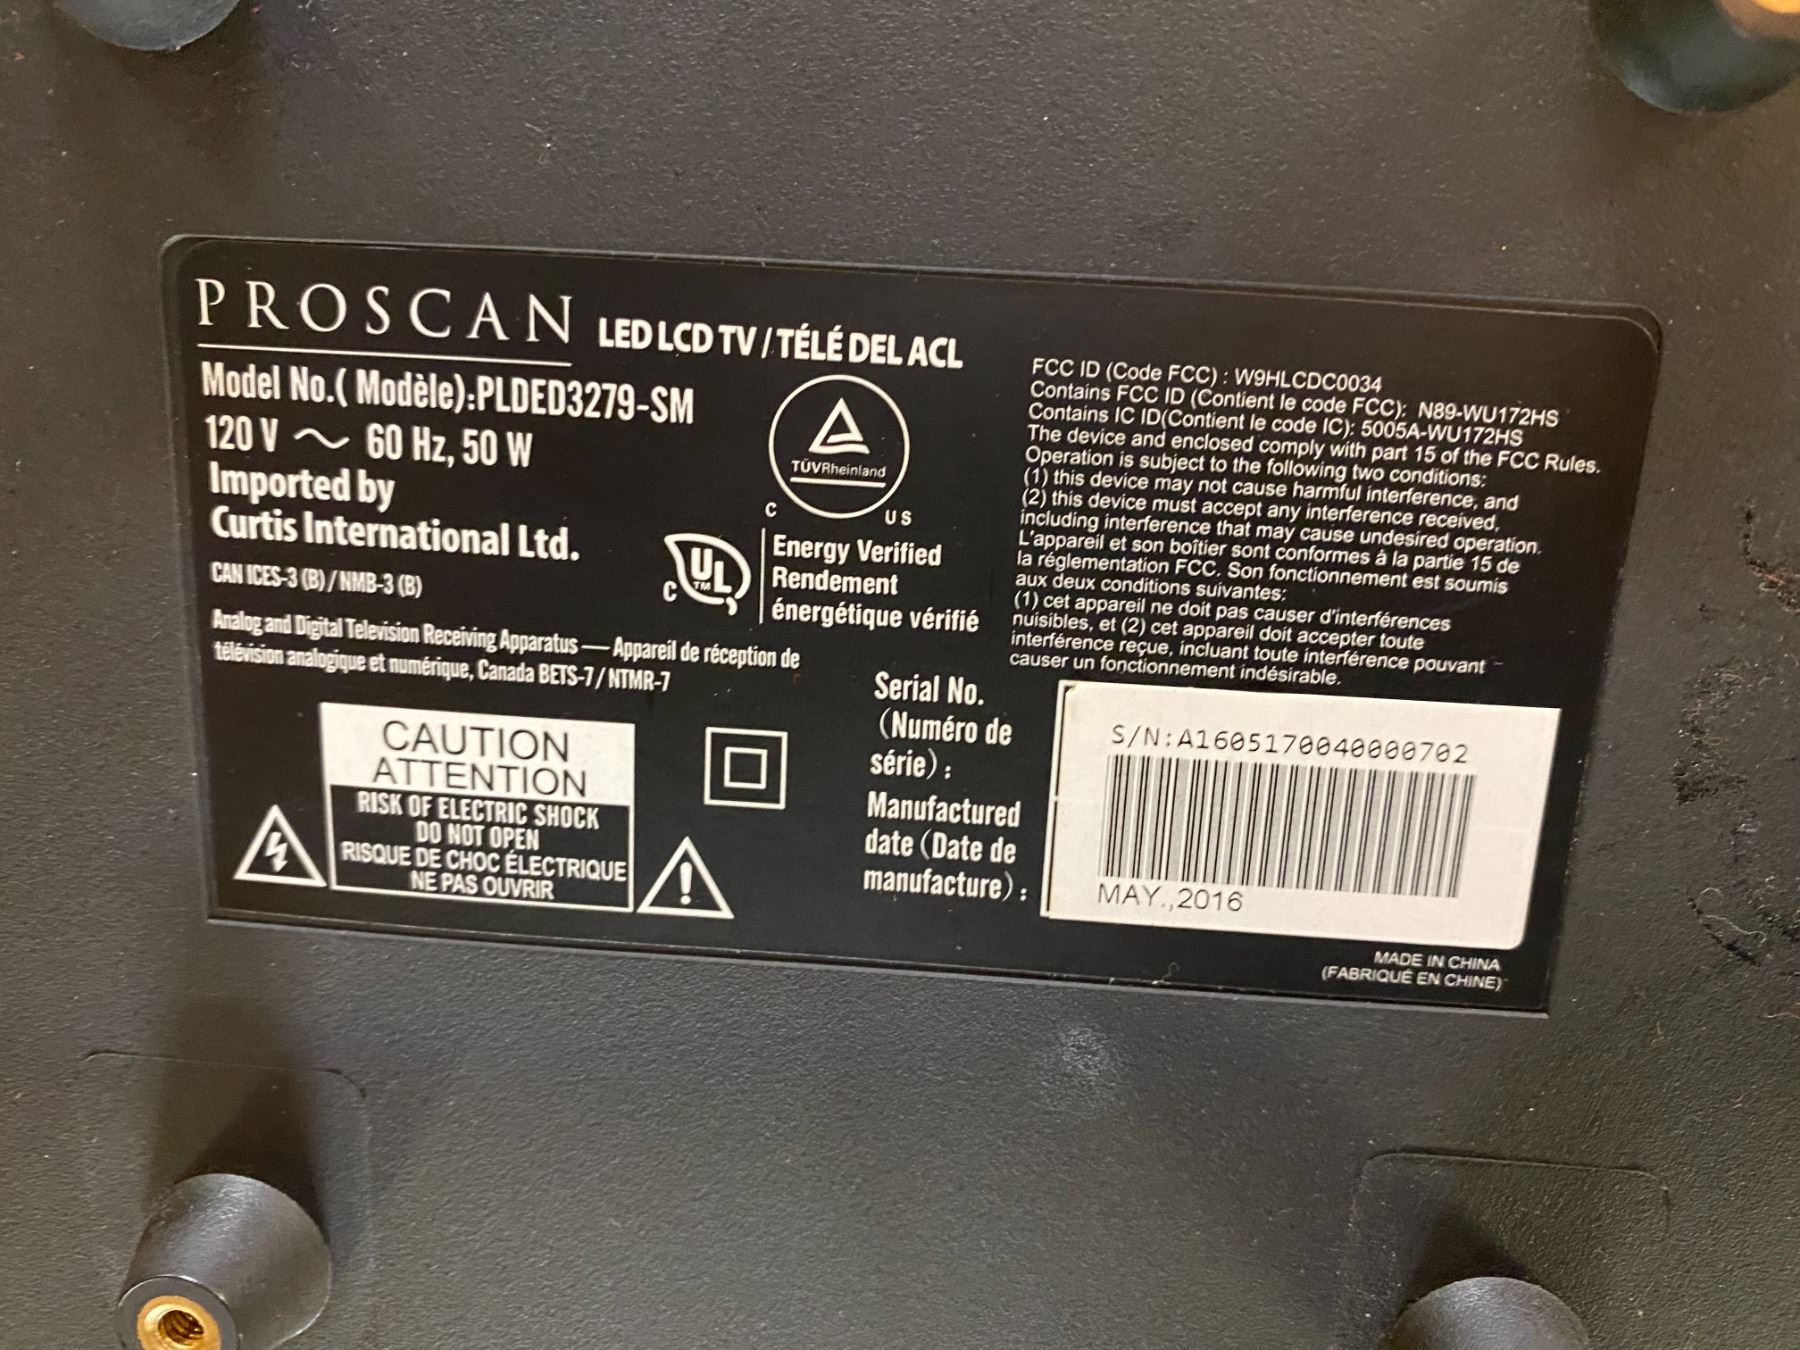 PROSCAN LED LCD TV / TÉLÉ DEL ACL
Model No.( Modèle):PLDED3279-SM
120 V ~ 60 Hz, 50 W
Imported by
Curtis International Ltd.
CAN ICES-3 (B) / NMB-3 (B)
Analog and Digital Television Receiving Apparatus — Appareil de réception de
télévision analogique et numérique, Canada BETS-7 / NTMR-7
CAUTION
ATTENTION
RISK OF ELECTRIC SHOCK
DO NOT OPEN
RISQUE DE CHOC ÉLECTRIQUE
NE PAS OUVRIR
TÜVRheinland
C US
C UL TM
Energy Verified
Rendement
énergétique vérifié
FCC ID (Code FCC) : W9HLCDC0034
Contains FCC ID (Contient le code FCC): N89-WU172HS
Contains IC ID(Contient le code IC): 5005A-WU172HS
The device and enclosed comply with part 15 of the FCC Rules.
Operation is subject to the following two conditions:
(1) this device may not cause harmful interference, and
(2) this device must accept any interference received,
including interference that may cause undesired operation.
L'appareil et son boîtier sont conformes à la partie 15 de
la réglementation FCC. Son fonctionnement est soumis
aux deux conditions suivantes:
(1) cet appareil ne doit pas causer d'interférences
nuisibles, et (2) cet appareil doit accepter toute
interférence reçue, incluant toute interférence pouvant
causer un fonctionnement indésirable.
Serial No.
(Numéro de
série) :
Manufactured
date (Date de
manufacture) :
S/N:A1605170040000702
MAY.,2016
MADE IN CHINA
(FABRIQUÉ EN CHINE)